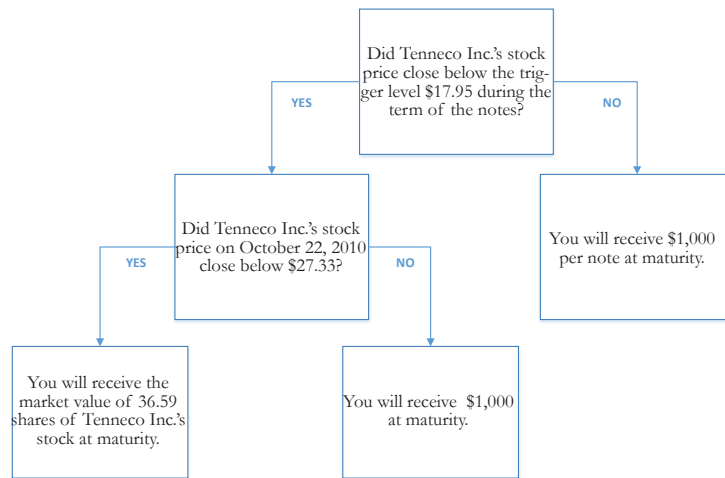 Did Tenneco Inc.'s stock
price close below the trig-
ger level $17.95 during the
term of the notes?
YES
NO
Did Tenneco Inc.'s stock
price on October 22, 2010
close below $27.33?
You will receive $1,000
per note at maturity.
YES
NO
You will receive the
market value of 36.59
shares of Tenneco Inc.'s
stock at maturity.
You will receive $1,000
at maturity.